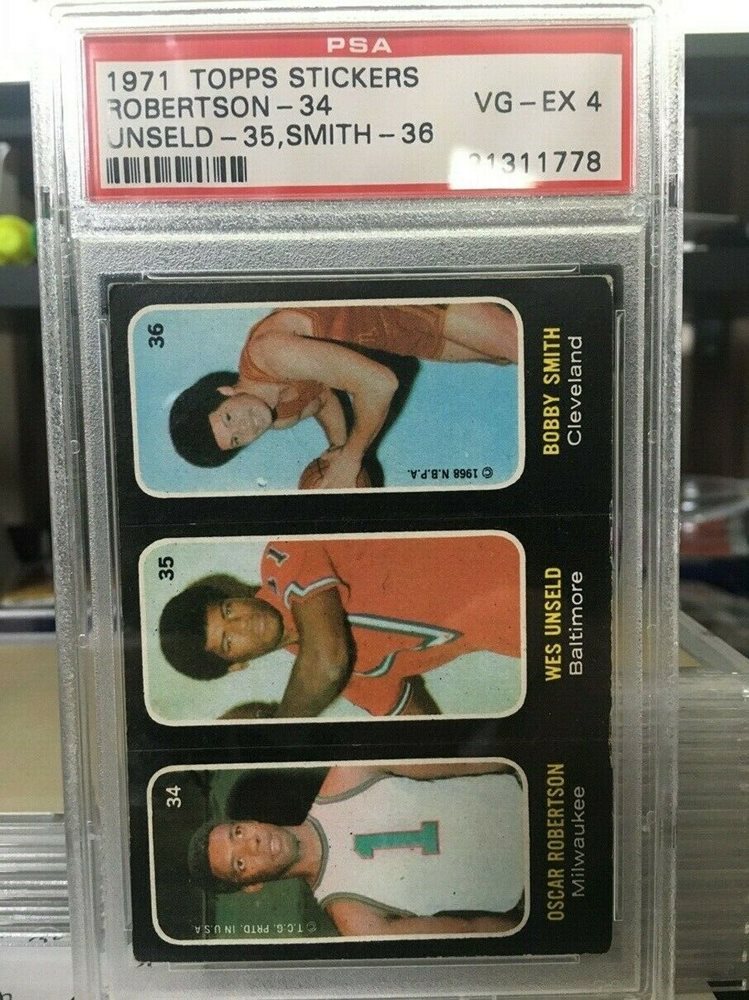 PSA
1971 TOPPS STICKERS
ROBERTSON-34 VG-EX 4
UNSELD-35, SMITH-36
1311778
34
© T.C.G. PRTD. IN U.S.A.
OSCAR ROBERTSON
Milwaukee
1
35
WES UNSELD
Baltimore
36
© 1968 N.B.P.A.
BOBBY SMITH
Cleveland